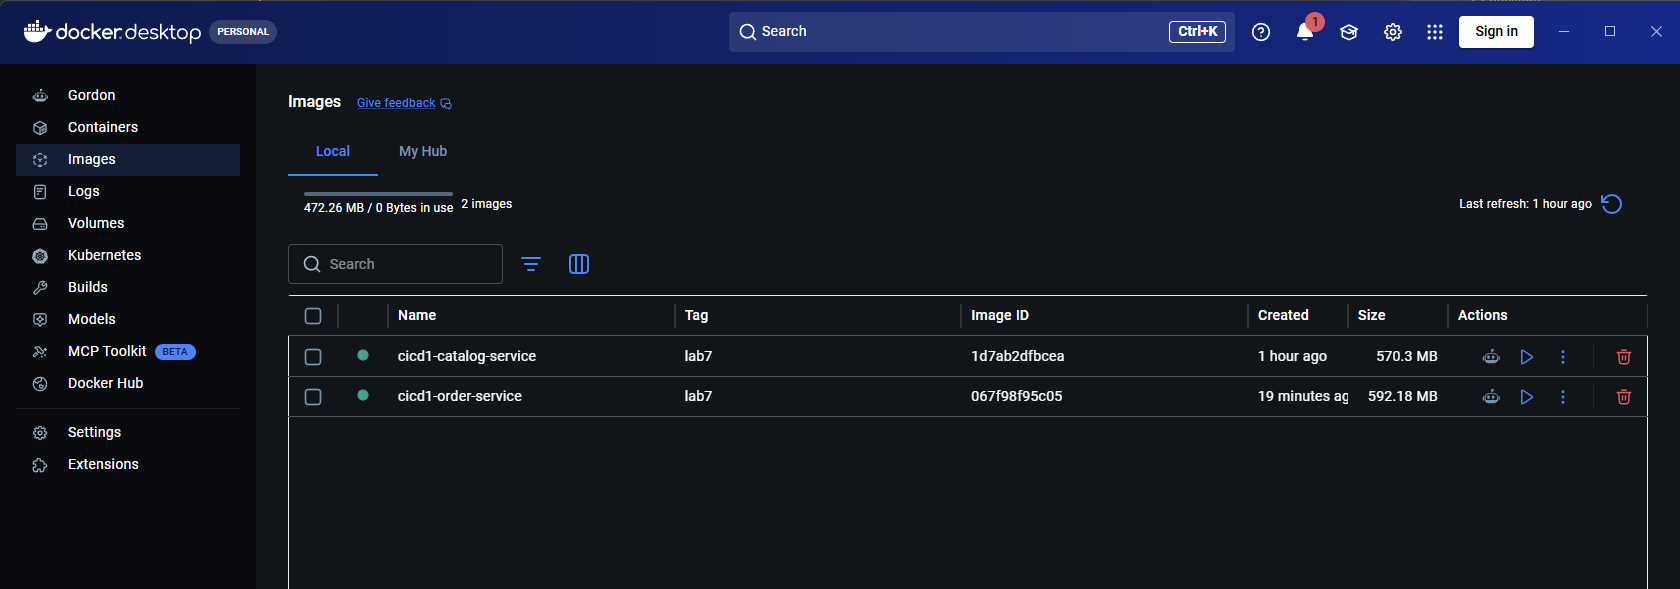 docker.desktop PERSONAL Search Ctrl+K 1 Sign in
Gordon
Containers
Images
Logs
Volumes
Kubernetes
Builds
Models
MCP Toolkit BETA
Docker Hub
Settings
Extensions
Images Give feedback
Local My Hub
472.26 MB / 0 Bytes in use 2 images Last refresh: 1 hour ago
Search
Name Tag Image ID Created Size Actions
cicd1-catalog-service lab7 1d7ab2dfbcea 1 hour ago 570.3 MB
cicd1-order-service lab7 067f98f95c05 19 minutes ag 592.18 MB